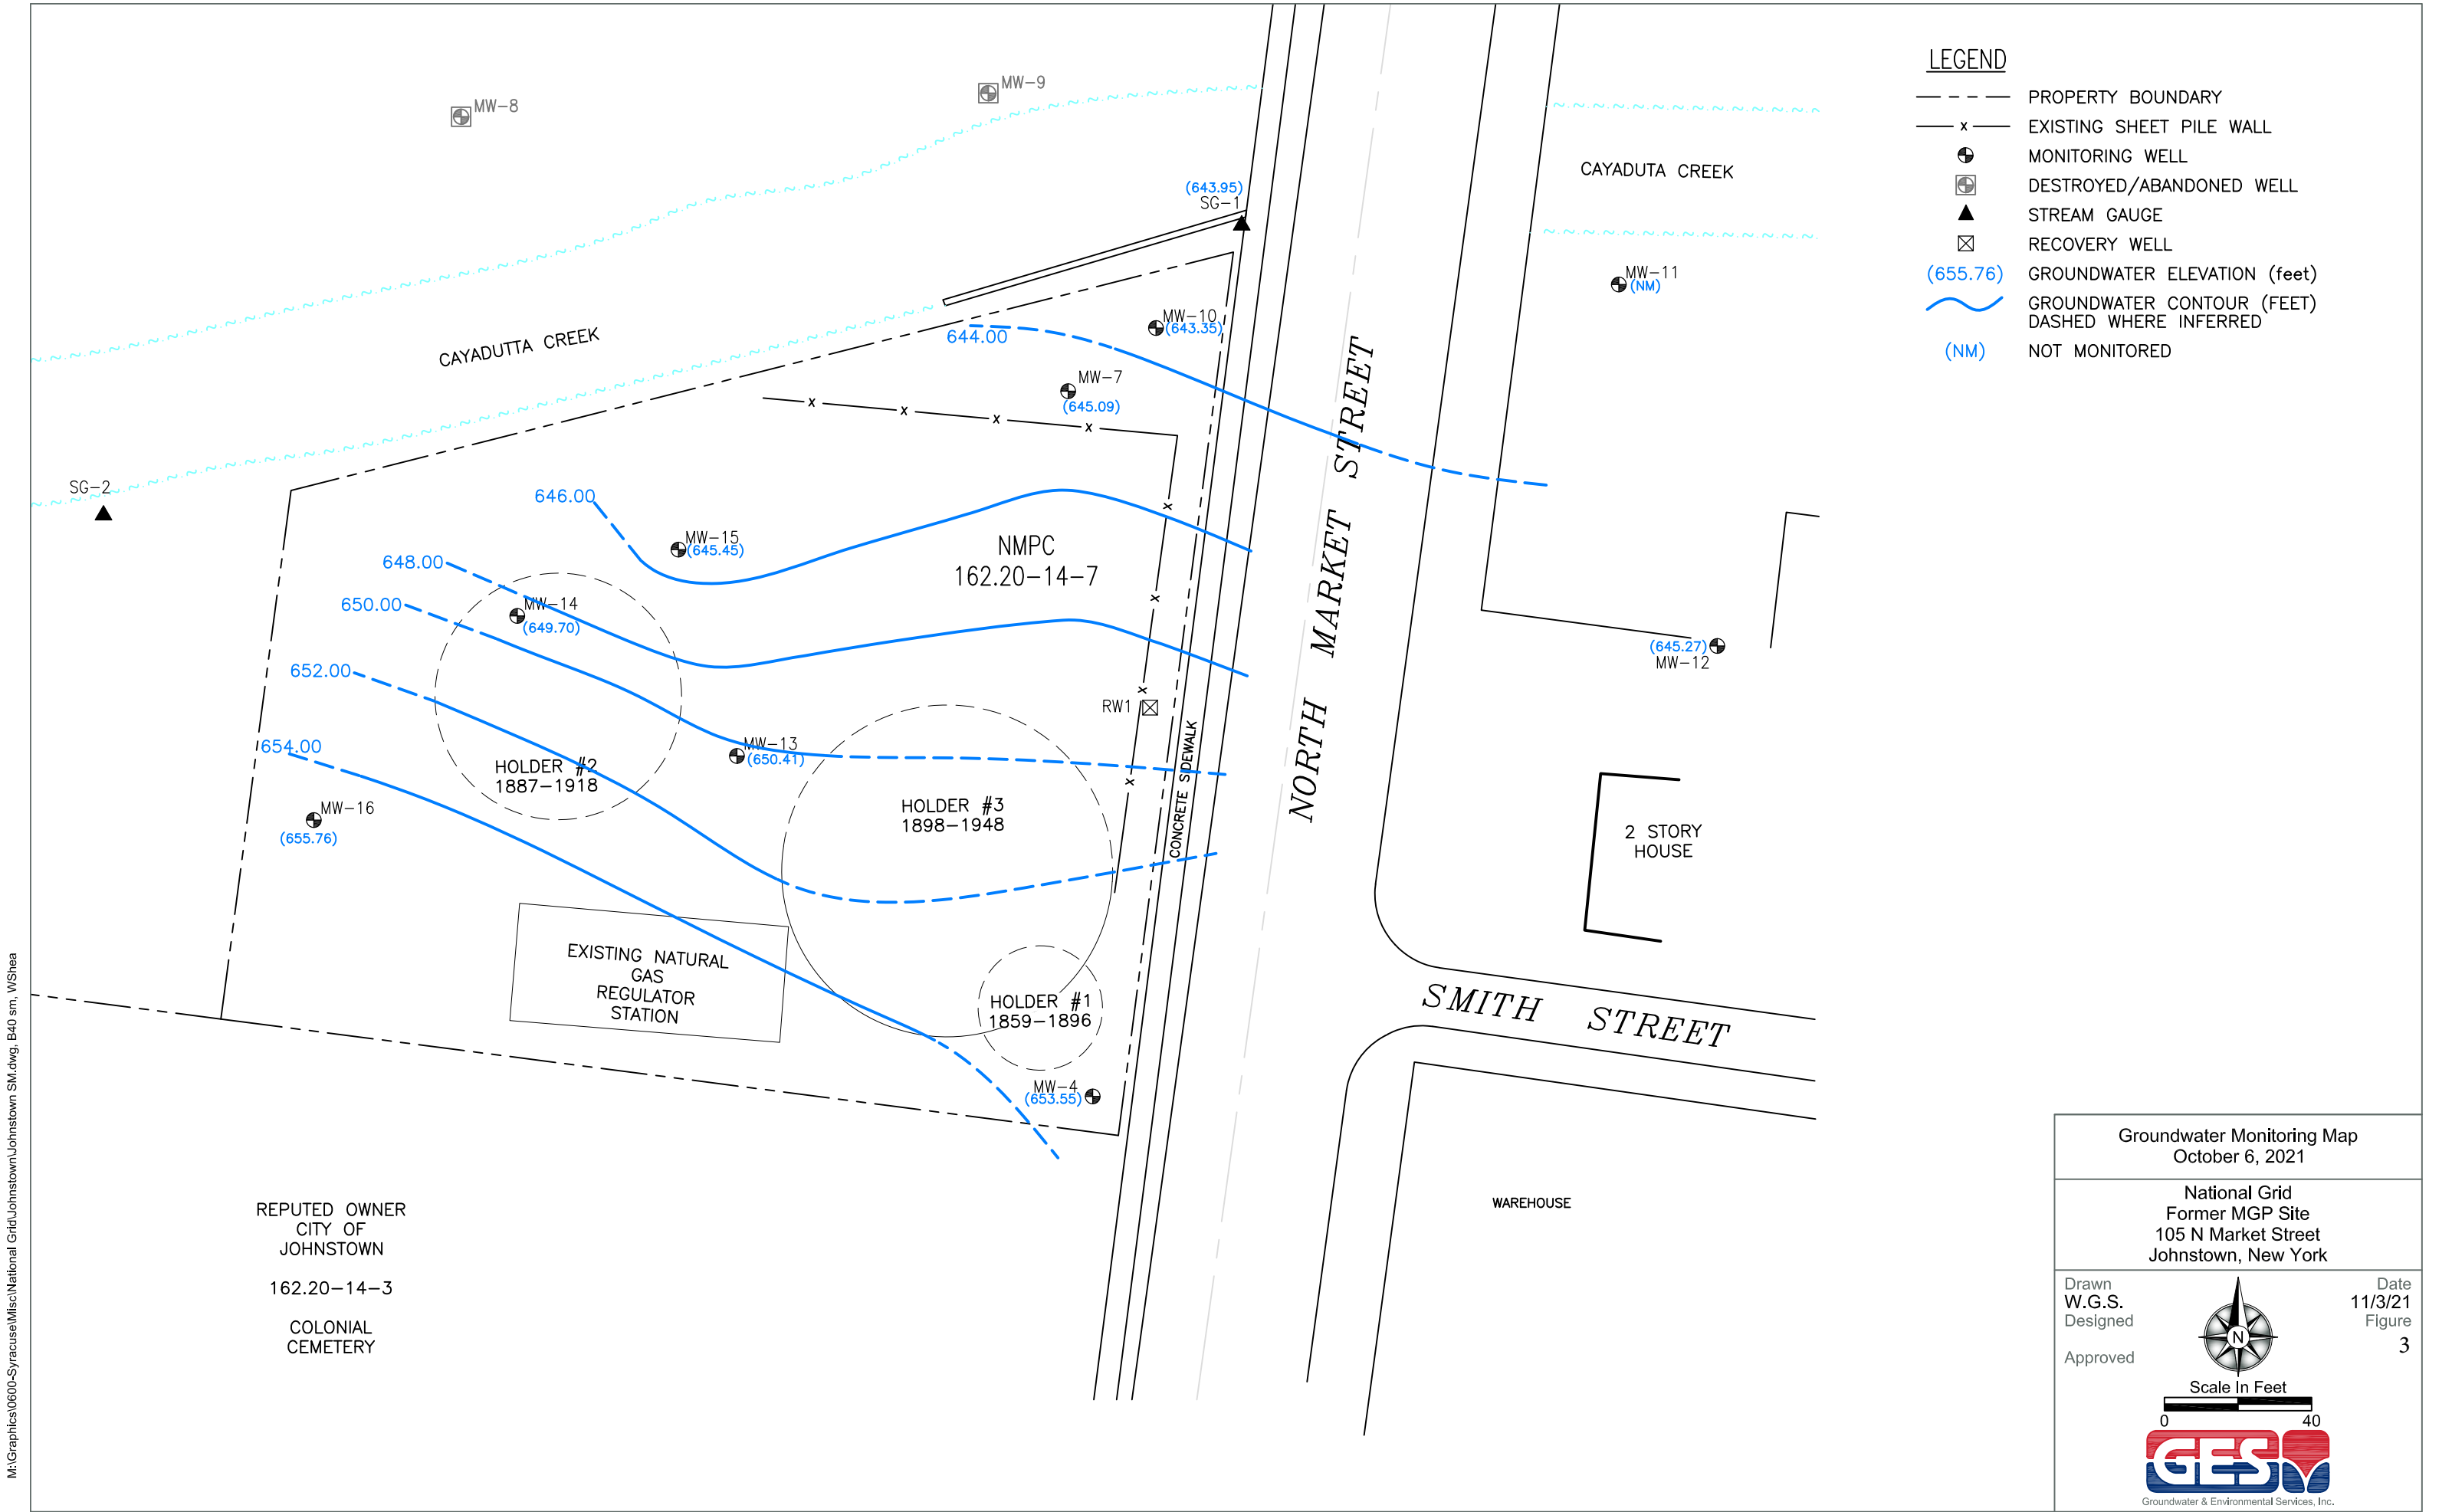 MW-8
MW-9
(643.95)
SG-1
CAYADUTTA CREEK
CAYADUTA CREEK
MW-11
(NM)
MW-10
(643.35)
644.00
MW-7
(645.09)
SG-2
646.00
MW-15
(645.45)
NMPC
162.20-14-7
648.00
650.00
MW-14
(649.70)
652.00
654.00
MW-13
(650.41)
HOLDER #2
1887-1918
MW-16
(655.76)
RW1
HOLDER #3
1898-1948
CONCRETE SIDEWALK
NORTH MARKET STREET
(645.27)
MW-12
2 STORY
HOUSE
EXISTING NATURAL
GAS
REGULATOR
STATION
HOLDER #1
1859-1896
MW-4
(653.55)
SMITH STREET
WAREHOUSE
REPUTED OWNER
CITY OF
JOHNSTOWN
162.20-14-3
COLONIAL
CEMETERY
LEGEND
PROPERTY BOUNDARY
x EXISTING SHEET PILE WALL
MONITORING WELL
DESTROYED/ABANDONED WELL
STREAM GAUGE
RECOVERY WELL
(655.76) GROUNDWATER ELEVATION (feet)
GROUNDWATER CONTOUR (FEET)
DASHED WHERE INFERRED
(NM) NOT MONITORED
Groundwater Monitoring Map
October 6, 2021
National Grid
Former MGP Site
105 N Market Street
Johnstown, New York
Drawn
W.G.S.
Designed
Approved
N
Date
11/3/21
Figure
3
Scale In Feet
0 40
GES
Groundwater & Environmental Services, Inc.
M:\Graphics\0600-Syracuse\Misc\National Grid\Johnstown\Johnstown SM.dwg, B40 sm, WShea